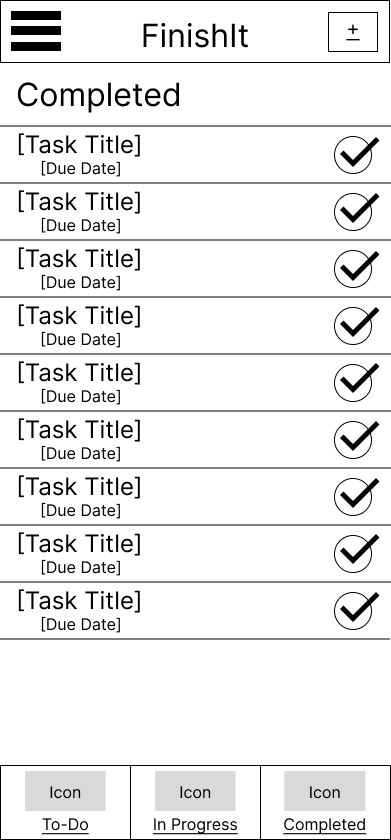 FinishIt
+
Completed
[Task Title]
[Due Date]
[Task Title]
[Due Date]
[Task Title]
[Due Date]
[Task Title]
[Due Date]
[Task Title]
[Due Date]
[Task Title]
[Due Date]
[Task Title]
[Due Date]
[Task Title]
[Due Date]
[Task Title]
[Due Date]
Icon Icon Icon
To-Do In Progress Completed